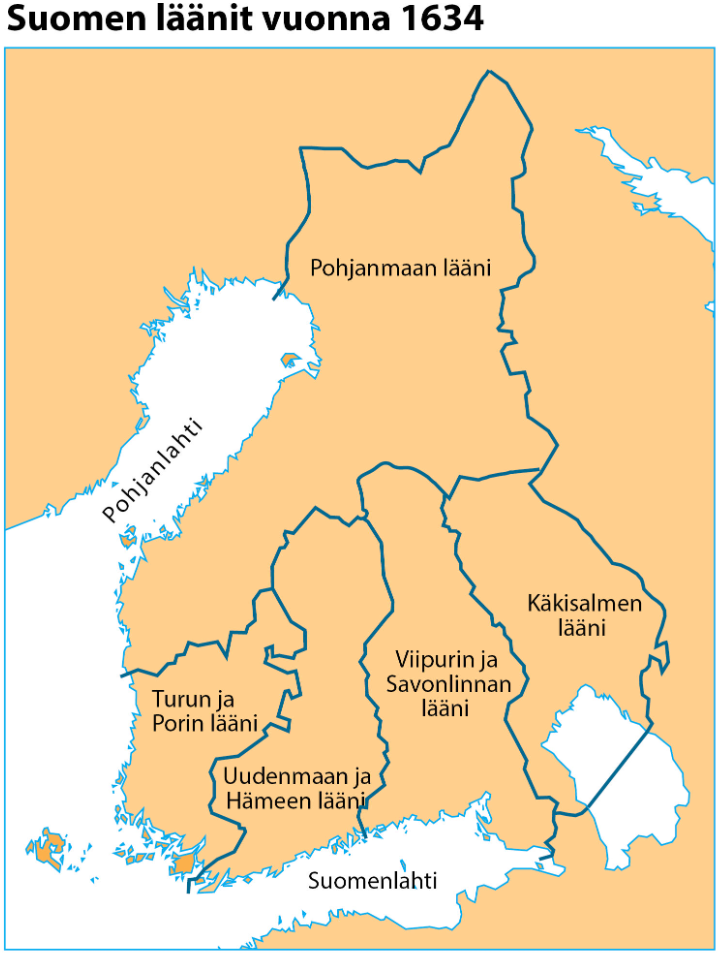 Suomen läänit vuonna 1634
Pohjanmaan lääni
Pohjanlahti
Käkisalmen
lääni
Viipurin ja
Savonlinnan
lääni
Turun ja
Porin lääni
Uudenmaan ja
Hämeen lääni
Suomenlahti